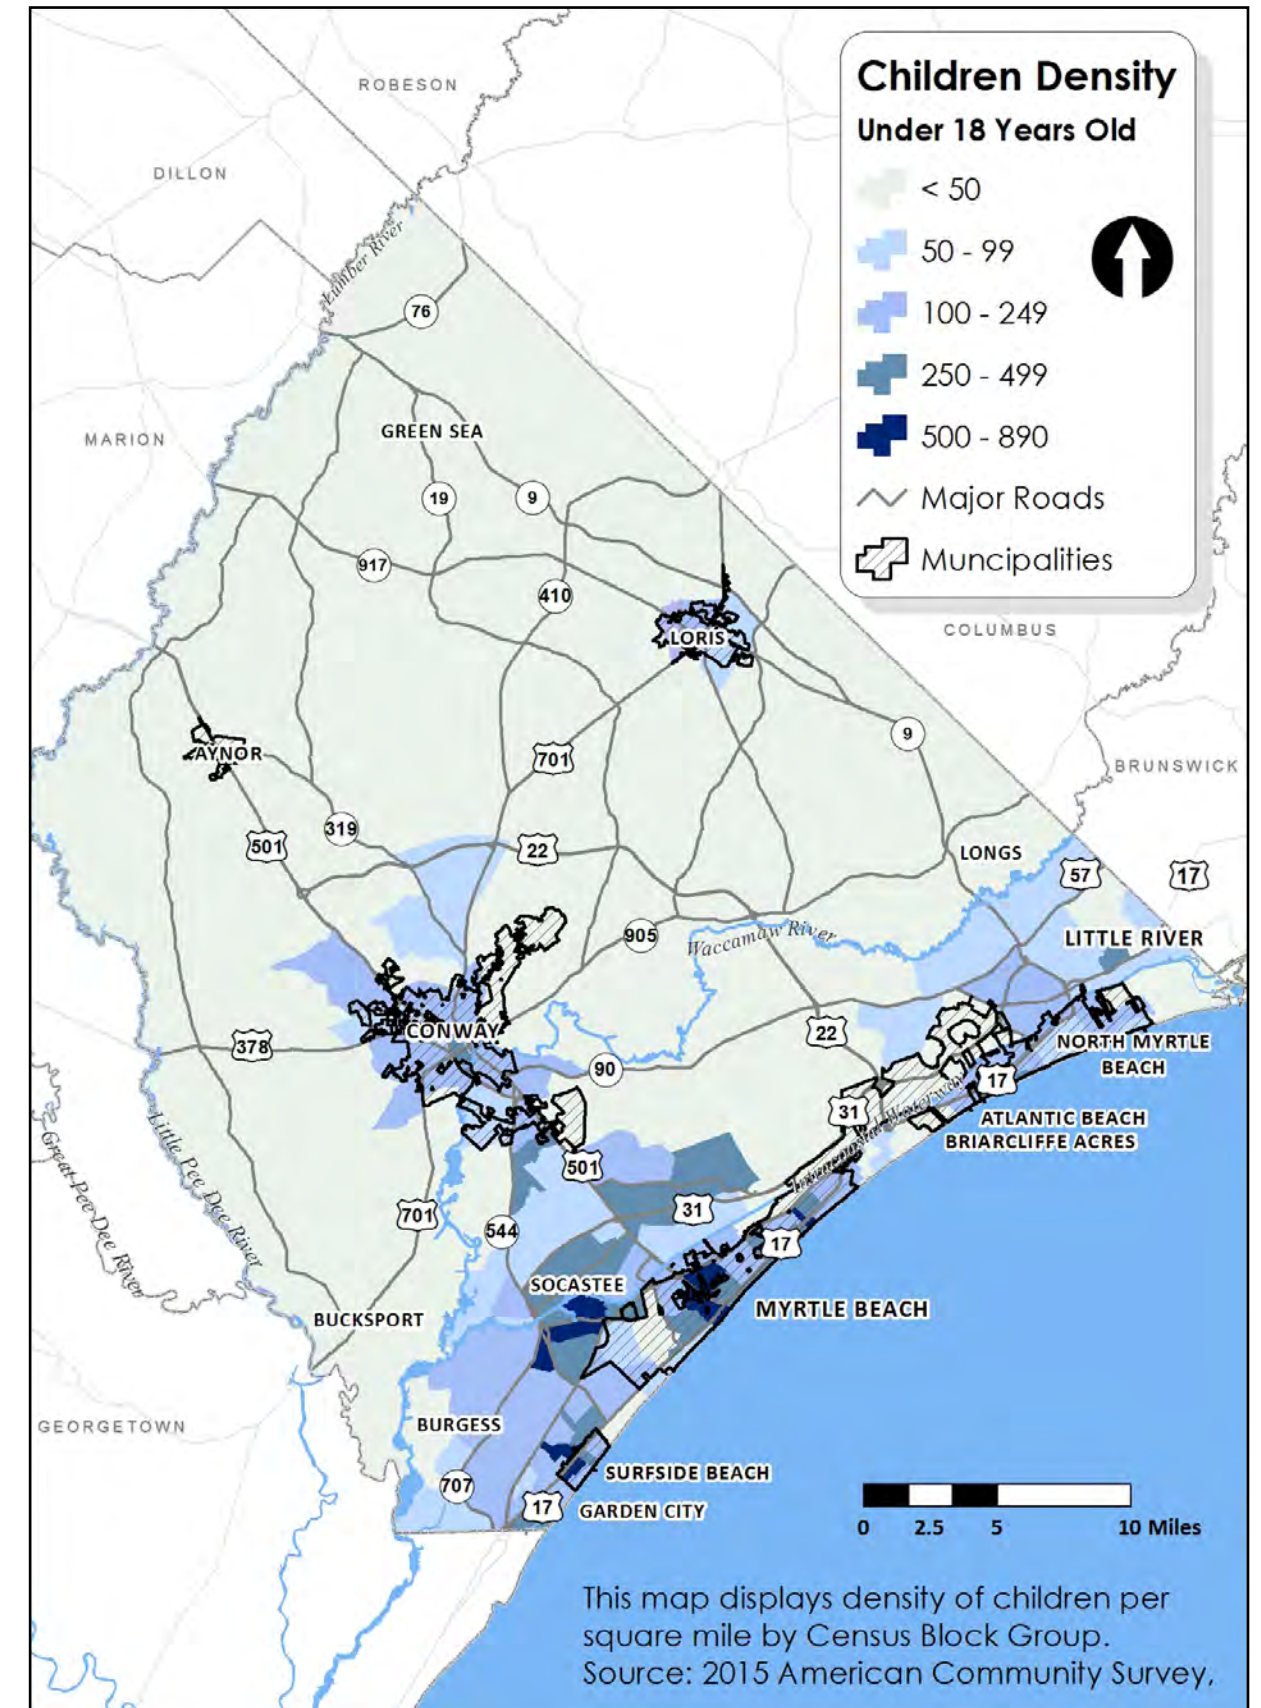 Children Density
Under 18 Years Old
< 50
50 - 99
100 - 249
250 - 499
500 - 890
Major Roads
Muncipalities
ROBESON
DILLON
Lumber River
76
MARION
GREEN SEA
19
9
917
410
LORIS
COLUMBUS
AYNOR
701
9
BRUNSWICK
319
501
22
LONGS
57
17
905
Waccamaw River
LITTLE RIVER
CONWAY
378
22
NORTH MYRTLE
BEACH
90
17
31
Intracoastal Waterway
ATLANTIC BEACH
BRIARCLIFFE ACRES
Great Pee Dee River
Little Pee Dee River
501
701
544
31
17
SOCASTEE
MYRTLE BEACH
BUCKSPORT
GEORGETOWN
BURGESS
SURFSIDE BEACH
707
17
GARDEN CITY
0 2.5 5 10 Miles
This map displays density of children per
square mile by Census Block Group.
Source: 2015 American Community Survey,